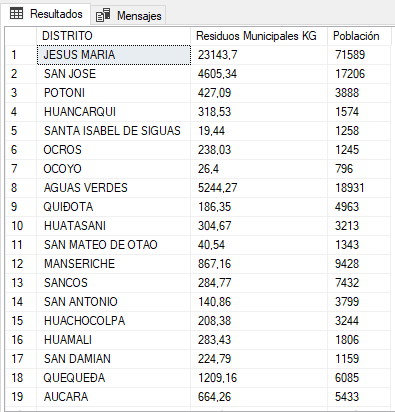 Resultados Mensajes
DISTRITO Residuos Municipales KG Población
1 JESUS MARIA 23143,7 71589
2 SAN JOSE 4605,34 17206
3 POTONI 427,09 3888
4 HUANCARQUI 318,53 1574
5 SANTA ISABEL DE SIGUAS 19,44 1258
6 OCROS 238,03 1245
7 OCOYO 26,4 796
8 AGUAS VERDES 5244,27 18931
9 QUIÐOTA 186,35 4963
10 HUATASANI 304,67 3213
11 SAN MATEO DE OTAO 40,54 1343
12 MANSERICHE 867,16 9428
13 SANCOS 284,77 7432
14 SAN ANTONIO 140,86 3799
15 HUACHOCOLPA 208,38 3244
16 HUAMALI 283,43 1806
17 SAN DAMIAN 224,79 1159
18 QUEQUEÐA 1209,16 6085
19 AUCARA 664,26 5433